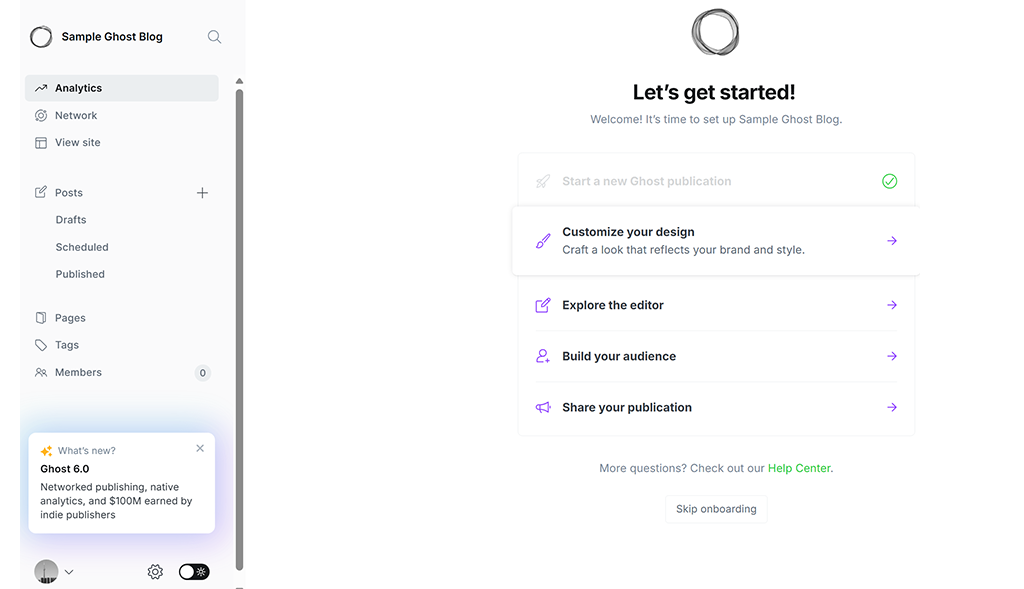 Sample Ghost Blog
Analytics
Network
View site
Posts
Drafts
Scheduled
Published
Pages
Tags
Members
0
What's new?
Ghost 6.0
Networked publishing, native
analytics, and $100M earned by
indie publishers
Let's get started!
Welcome! It's time to set up Sample Ghost Blog.
Start a new Ghost publication
Customize your design
Craft a look that reflects your brand and style.
Explore the editor
Build your audience
Share your publication
More questions? Check out our Help Center.
Skip onboarding